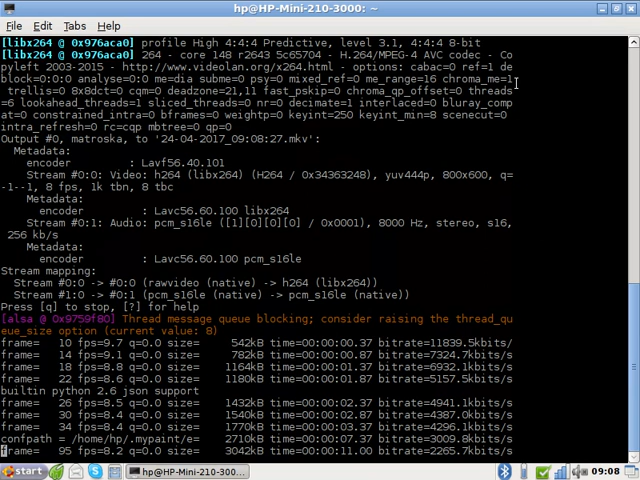 hp@HP-Mini-210-3000: ~
File Edit Tabs Help
[libx264 @ 0x976aca0] profile High 4:4:4 Predictive, level 3.1, 4:4:4 8-bit
[libx264 @ 0x976aca0] 264 - core 148 r2643 5c65704 - H.264/MPEG-4 AVC codec - Co
pyleft 2003-2015 - http://www.videolan.org/x264.html - options: cabac=0 ref=1 de
block=0:0:0 analyse=0:0 me=dia subme=0 psy=0 mixed_ref=0 me_range=16 chroma_me=1
trellis=0 8x8dct=0 cqm=0 deadzone=21,11 fast_pskip=0 chroma_qp_offset=0 threads
=6 lookahead_threads=1 sliced_threads=0 nr=0 decimate=1 interlaced=0 bluray_comp
at=0 constrained_intra=0 bframes=0 weightp=0 keyint=250 keyint_min=8 scenecut=0
intra_refresh=0 rc=cqp mbtree=0 qp=0
Output #0, matroska, to '24-04-2017_09:08:27.mkv':
Metadata:
encoder : Lavf56.40.101
Stream #0:0: Video: h264 (libx264) (H264 / 0x34363248), yuv444p, 800x600, q=
-1--1, 8 fps, 1k tbn, 8 tbc
Metadata:
encoder : Lavc56.60.100 libx264
Stream #0:1: Audio: pcm_s16le ([1][0][0][0] / 0x0001), 8000 Hz, stereo, s16,
256 kb/s
Metadata:
encoder : Lavc56.60.100 pcm_s16le
Stream mapping:
Stream #0:0 -> #0:0 (rawvideo (native) -> h264 (libx264))
Stream #1:0 -> #0:1 (pcm_s16le (native) -> pcm_s16le (native))
Press [q] to stop, [?] for help
[alsa @ 0x9759f80] Thread message queue blocking; consider raising the thread_qu
eue_size option (current value: 8)
frame= 10 fps=9.7 q=0.0 size= 542kB time=00:00:00.37 bitrate=11839.5kbits/
frame= 14 fps=9.1 q=0.0 size= 782kB time=00:00:00.87 bitrate=7324.7kbits/s
frame= 18 fps=8.8 q=0.0 size= 1164kB time=00:00:01.37 bitrate=6932.1kbits/s
frame= 22 fps=8.6 q=0.0 size= 1180kB time=00:00:01.87 bitrate=5157.5kbits/s
builtin python 2.6 json support
frame= 26 fps=8.5 q=0.0 size= 1432kB time=00:00:02.37 bitrate=4941.1kbits/s
frame= 30 fps=8.4 q=0.0 size= 1540kB time=00:00:02.87 bitrate=4387.0kbits/s
frame= 34 fps=8.4 q=0.0 size= 1770kB time=00:00:03.37 bitrate=4296.1kbits/s
confpath = /home/hp/.mypaint/e= 2710kB time=00:00:07.37 bitrate=3009.8kbits/s
frame= 95 fps=8.2 q=0.0 size= 3042kB time=00:00:11.00 bitrate=2265.7kbits/s
start hp@HP-Mini-210-300... 09:08